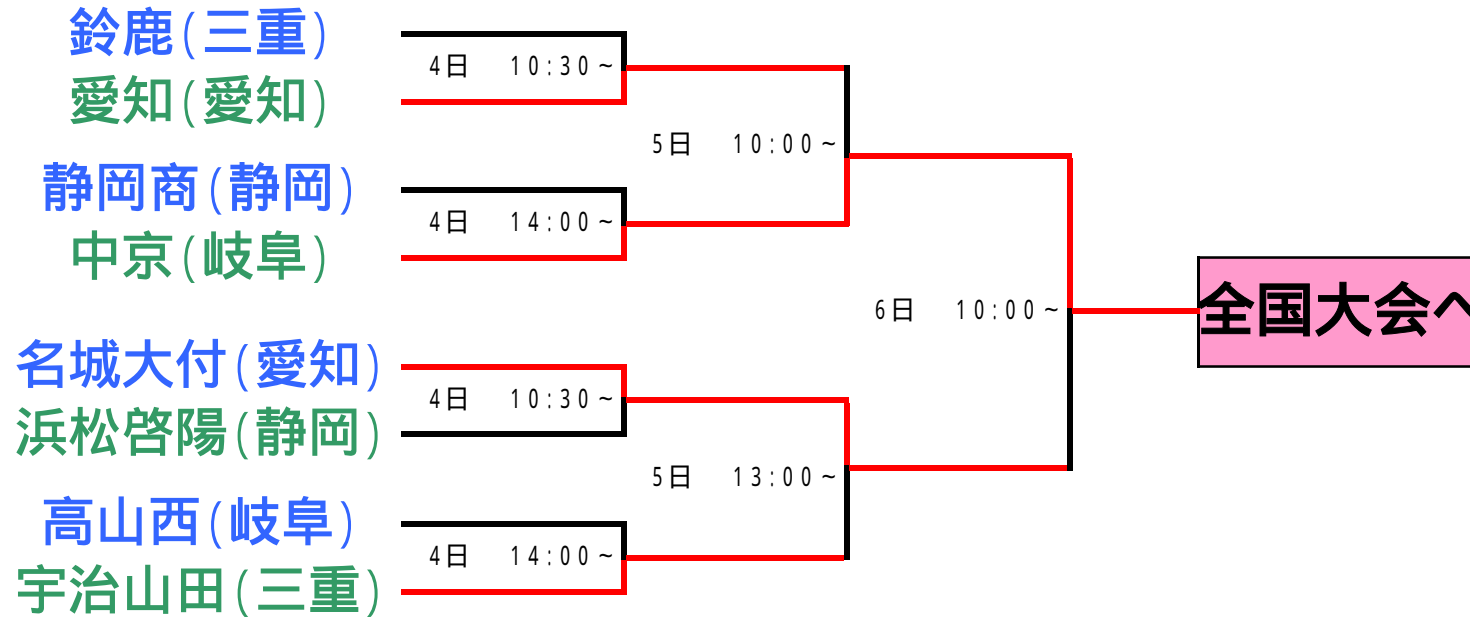 鈴鹿(三重)
4日　10:30～
愛知(愛知)
5日　10:00～
静岡商(静岡)
4日　14:00～
中京(岐阜)
6日　10:00～
全国大会へ
名城大付(愛知)
4日　10:30～
浜松啓陽(静岡)
5日　13:00～
高山西(岐阜)
4日　14:00～
宇治山田(三重)